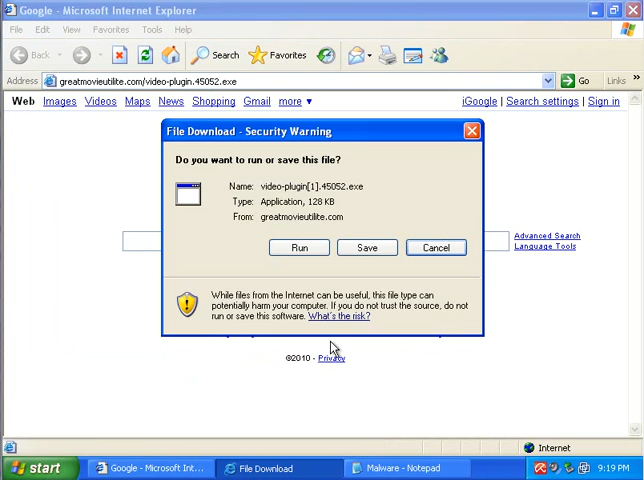 Google - Microsoft Internet Explorer
File Edit View Favorites Tools Help
Back Search Favorites
Address greatmovieutilite.com/video-plugin.45052.exe Go Links »
Web Images Videos Maps News Shopping Gmail more ▼ iGoogle | Search settings | Sign in
File Download - Security Warning
Do you want to run or save this file?
Name: video-plugin[1].45052.exe
Type: Application, 128 KB
From: greatmovieutilite.com
Run Save Cancel
Advanced Search
Language Tools
While files from the Internet can be useful, this file type can
potentially harm your computer. If you do not trust the source, do not
run or save this software. What's the risk?
©2010 - Privacy
Internet
start Google - Microsoft Int... File Download Malware - Notepad 9:19 PM